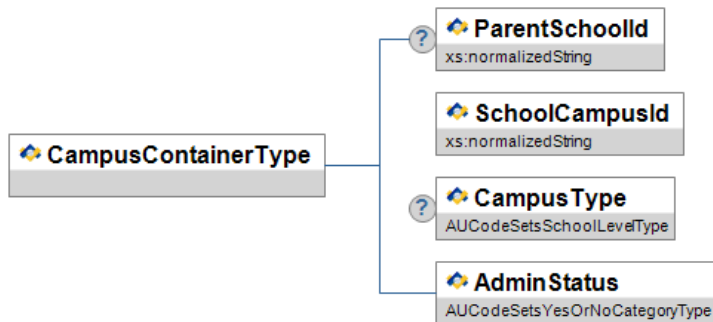 ?
ParentSchoolId
xs:normalizedString
SchoolCampusId
xs:normalizedString
CampusContainerType
?
CampusType
AUCodeSetsSchoolLevelType
AdminStatus
AUCodeSetsYesOrNoCategoryType